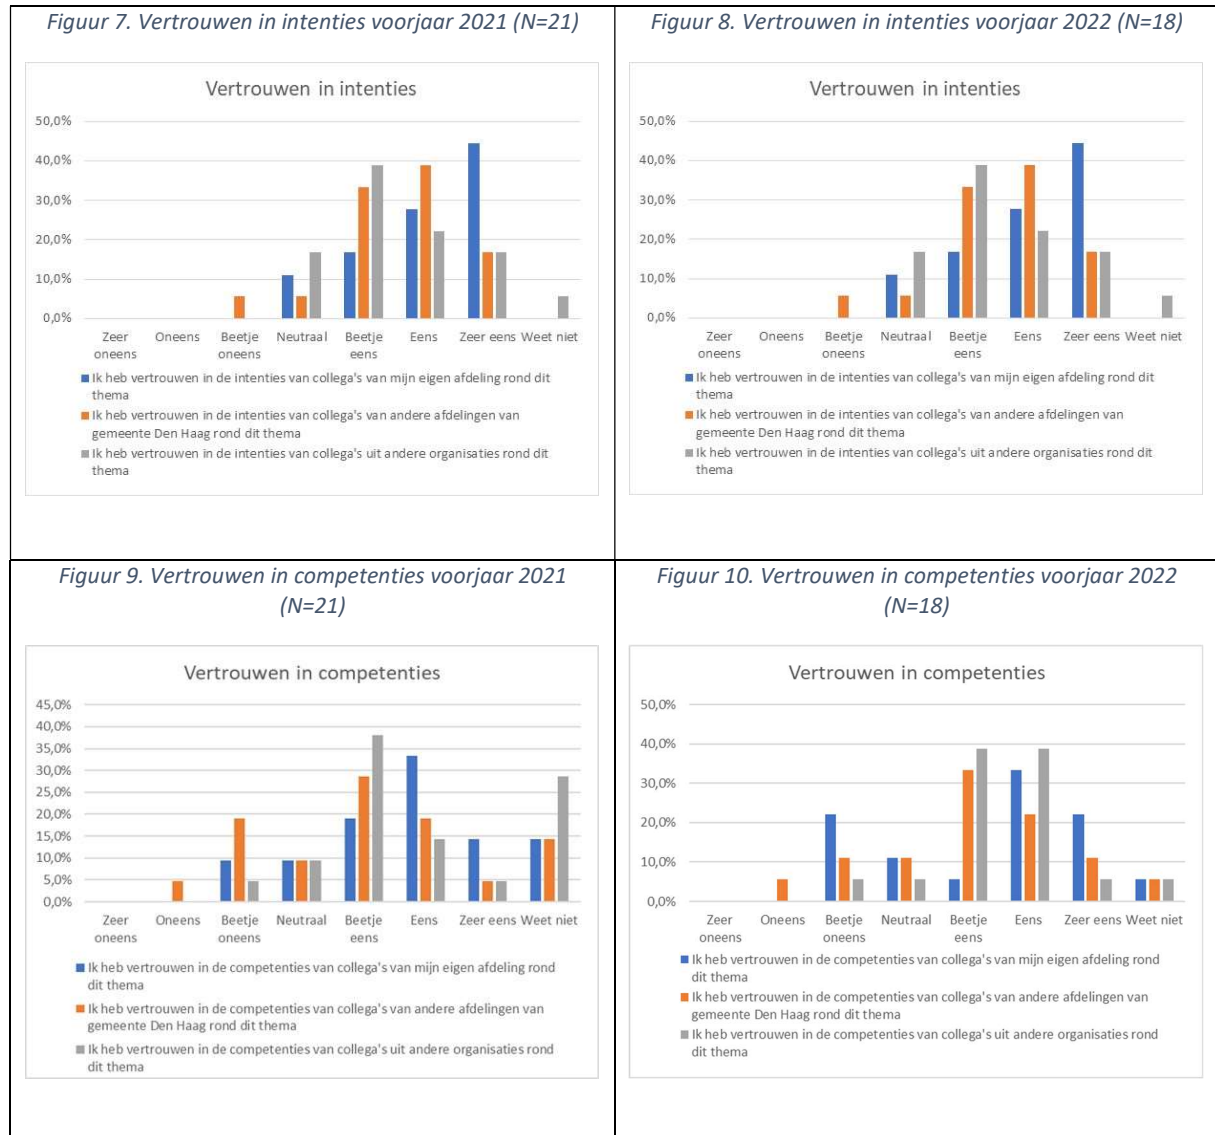 Figuur 7. Vertrouwen in intenties voorjaar 2021 (N=21)
Vertrouwen in intenties
50,0%
40,0%
30,0%
20,0%
10,0%
0,0%
Zeer oneens
Oneens
Beetje oneens
Neutraal
Beetje eens
Eens
Zeer eens
Weet niet
Ik heb vertrouwen in de intenties van collega's van mijn eigen afdeling rond dit
thema
Ik heb vertrouwen in de intenties van collega's van andere afdelingen van
gemeente Den Haag rond dit thema
Ik heb vertrouwen in de intenties van collega's uit andere organisaties rond dit
thema
Figuur 8. Vertrouwen in intenties voorjaar 2022 (N=18)
Vertrouwen in intenties
50,0%
40,0%
30,0%
20,0%
10,0%
0,0%
Zeer oneens
Oneens
Beetje oneens
Neutraal
Beetje eens
Eens
Zeer eens
Weet niet
Ik heb vertrouwen in de intenties van collega's van mijn eigen afdeling rond dit
thema
Ik heb vertrouwen in de intenties van collega's van andere afdelingen van
gemeente Den Haag rond dit thema
Ik heb vertrouwen in de intenties van collega's uit andere organisaties rond dit
thema
Figuur 9. Vertrouwen in competenties voorjaar 2021
(N=21)
Vertrouwen in competenties
45,0%
40,0%
35,0%
30,0%
25,0%
20,0%
15,0%
10,0%
5,0%
0,0%
Zeer oneens
Oneens
Beetje oneens
Neutraal
Beetje eens
Eens
Zeer eens
Weet niet
Ik heb vertrouwen in de competenties van collega's van mijn eigen afdeling rond
dit thema
Ik heb vertrouwen in de competenties van collega's van andere afdelingen van
gemeente Den Haag rond dit thema
Ik heb vertrouwen in de competenties van collega's uit andere organisaties rond
dit thema
Figuur 10. Vertrouwen in competenties voorjaar 2022
(N=18)
Vertrouwen in competenties
50,0%
40,0%
30,0%
20,0%
10,0%
0,0%
Zeer oneens
Oneens
Beetje oneens
Neutraal
Beetje eens
Eens
Zeer eens
Weet niet
Ik heb vertrouwen in de competenties van collega's van mijn eigen afdeling rond
dit thema
Ik heb vertrouwen in de competenties van collega's van andere afdelingen van
gemeente Den Haag rond dit thema
Ik heb vertrouwen in de competenties van collega's uit andere organisaties rond
dit thema